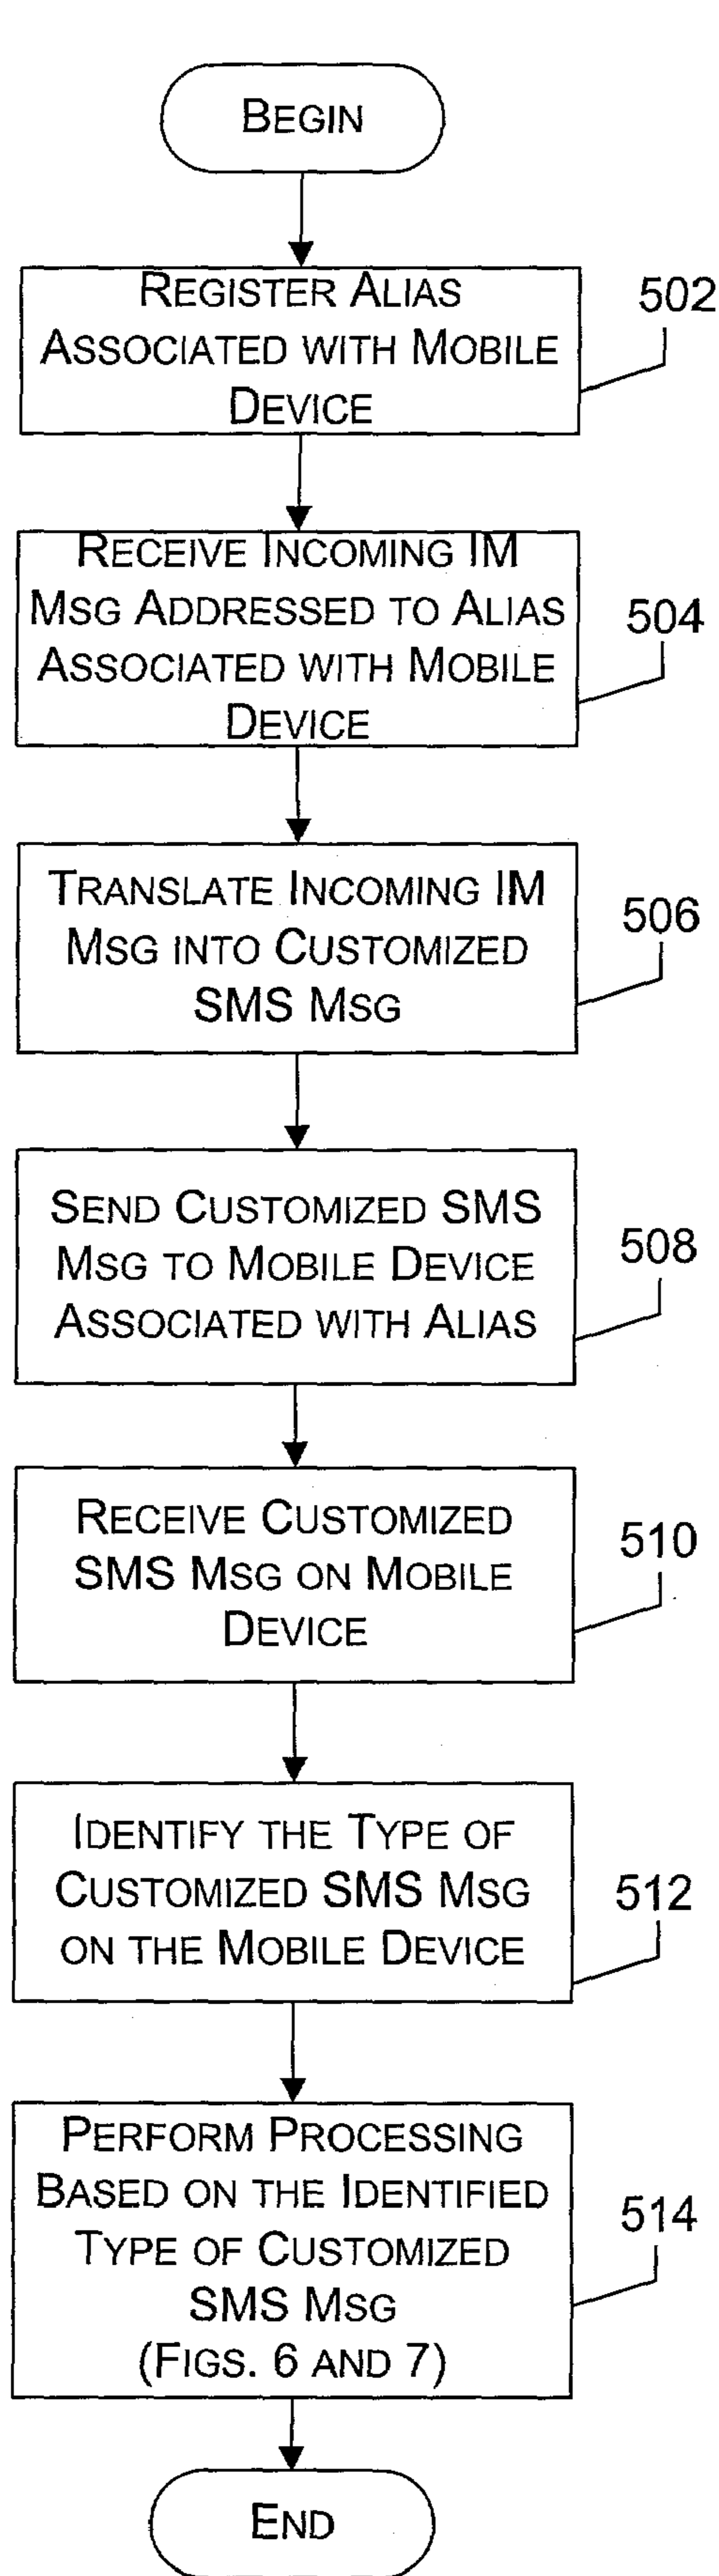 BEGIN
REGISTER ALIAS
ASSOCIATED WITH MOBILE
DEVICE
502
RECEIVE INCOMING IM
MSG ADDRESSED TO ALIAS
ASSOCIATED WITH MOBILE
DEVICE
504
TRANSLATE INCOMING IM
MSG INTO CUSTOMIZED
SMS MSG
506
SEND CUSTOMIZED SMS
MSG TO MOBILE DEVICE
ASSOCIATED WITH ALIAS
508
RECEIVE CUSTOMIZED
SMS MSG ON MOBILE
DEVICE
510
IDENTIFY THE TYPE OF
CUSTOMIZED SMS MSG
ON THE MOBILE DEVICE
512
PERFORM PROCESSING
BASED ON THE IDENTIFIED
TYPE OF CUSTOMIZED
SMS MSG
(FIGS. 6 AND 7)
514
END